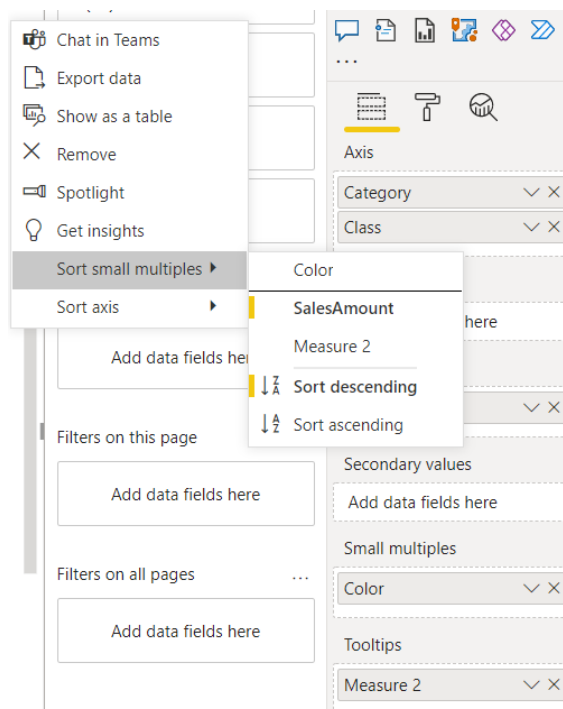 Chat in Teams
Export data
Show as a table
Remove
Spotlight
Get insights
Sort small multiples
Sort axis
Color
SalesAmount
Measure 2
Sort descending
Sort ascending
Add data fields he
Filters on this page
Add data fields here
Filters on all pages ...
Add data fields here
...
Axis
Category
Class
here
Secondary values
Add data fields here
Small multiples
Color
Tooltips
Measure 2